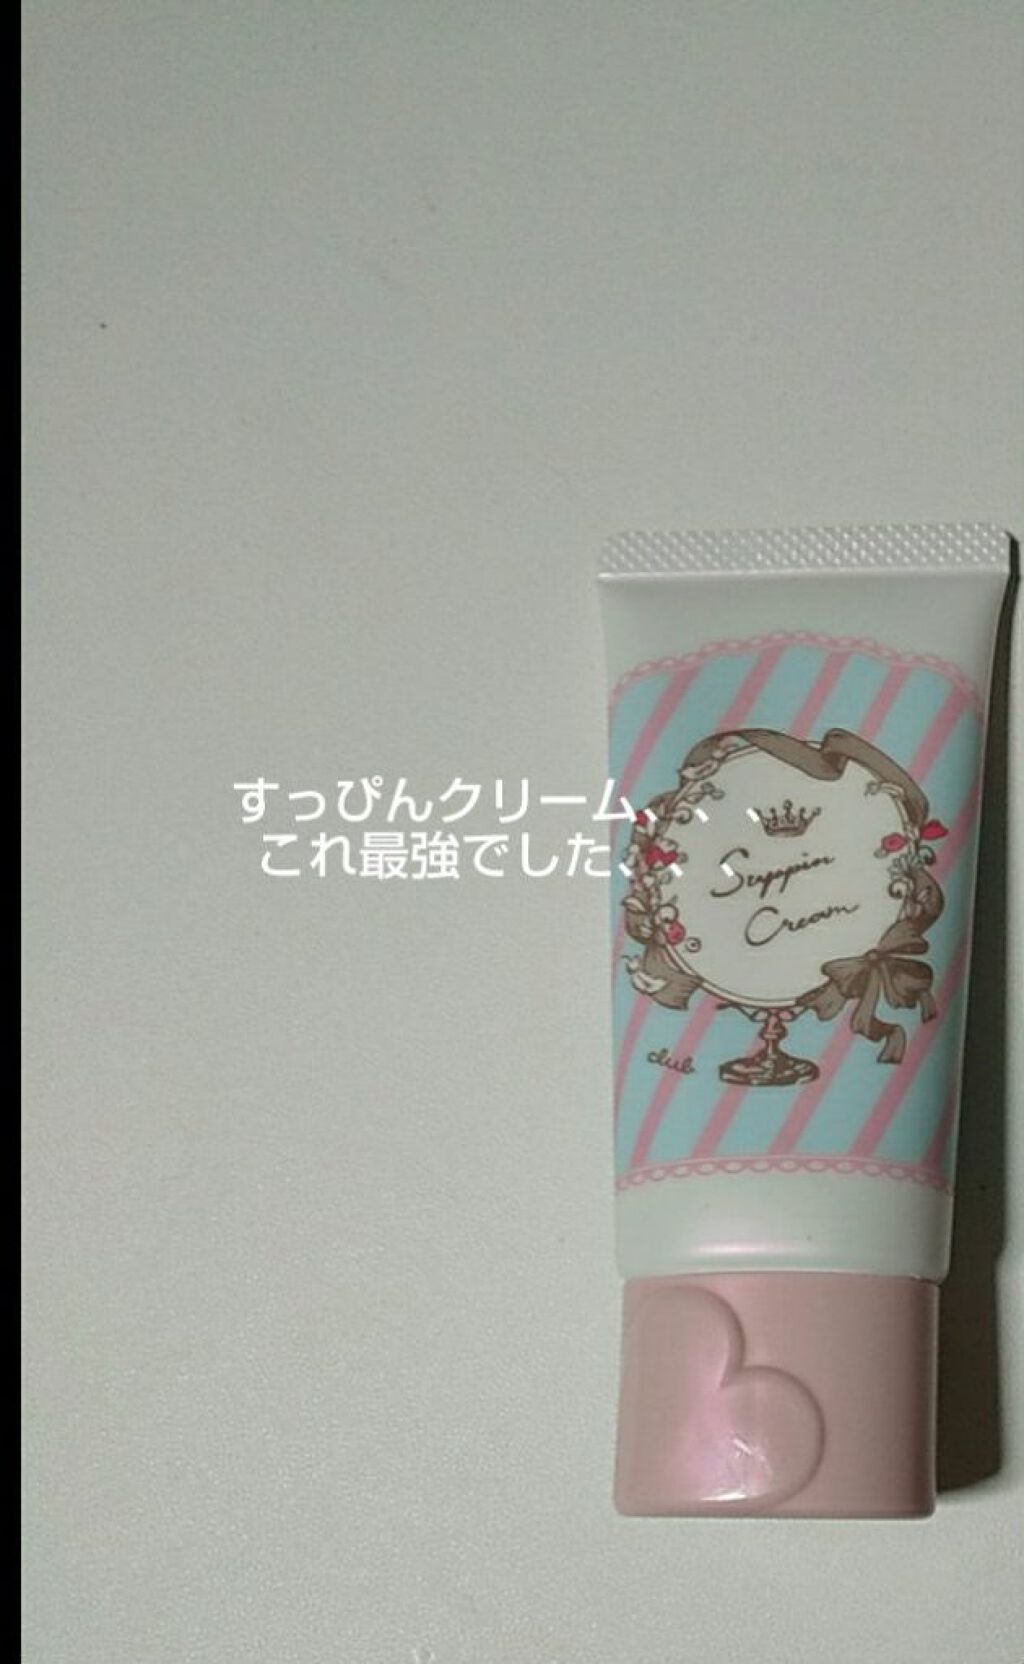 すっぴんクリーム、、、
これ最強でした、、、
Suppin
Cream
club